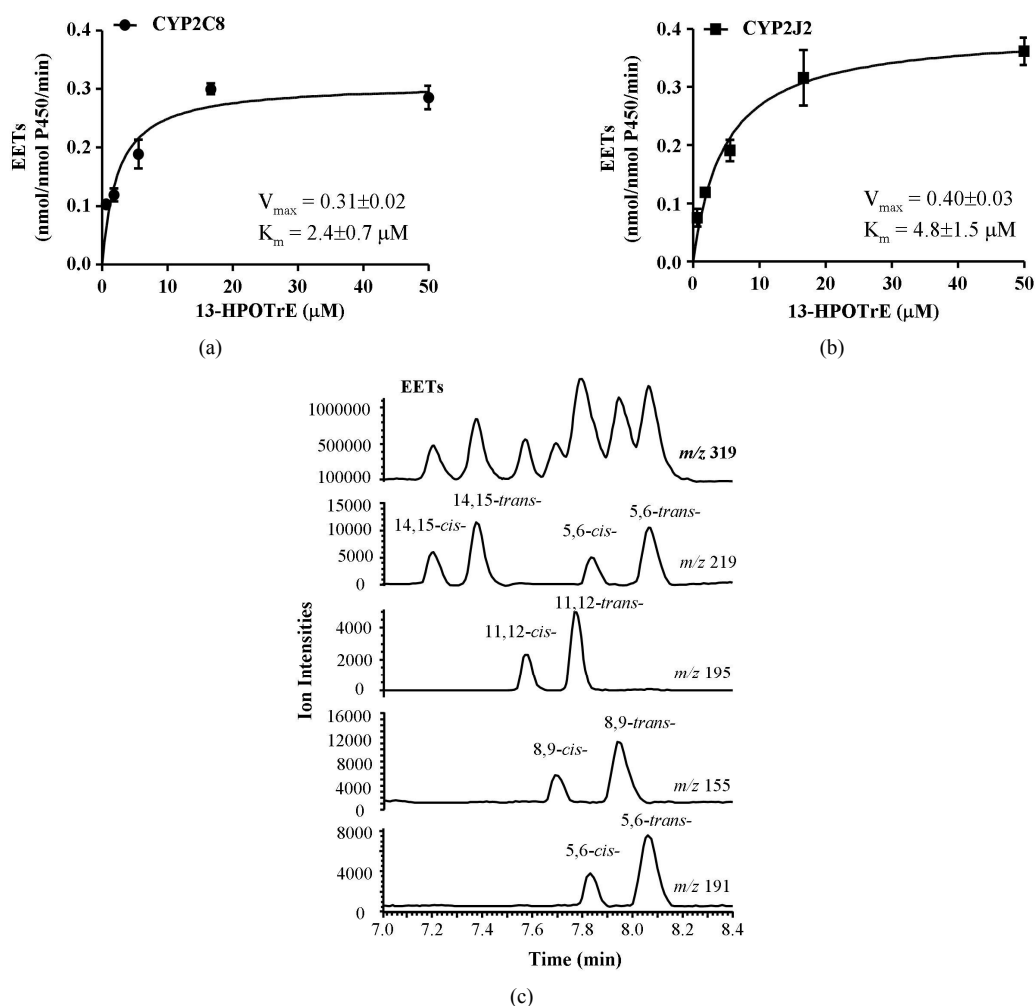 CYP2C8
0.4
0.3
0.2
0.1
0.0
EETs
(nmol/nmol P450/min)
Vmax = 0.31±0.02
Km = 2.4±0.7 μM
0 10 20 30 40 50
13-HPOTrE (μM)
(a)
CYP2J2
0.4
0.3
0.2
0.1
0.0
EETs
(nmol/nmol P450/min)
Vmax = 0.40±0.03
Km = 4.8±1.5 μM
0 10 20 30 40 50
13-HPOTrE (μM)
(b)
EETs
1000000
500000
100000
m/z 319
15000
10000
5000
0
14,15-cis-
14,15-trans-
5,6-cis-
5,6-trans-
m/z 219
4000
2000
0
11,12-cis-
11,12-trans-
m/z 195
16000
12000
8000
4000
0
8,9-cis-
8,9-trans-
m/z 155
8000
4000
0
5,6-cis-
5,6-trans-
m/z 191
Ion Intensities
7.0 7.2 7.4 7.6 7.8 8.0 8.2 8.4
Time (min)
(c)